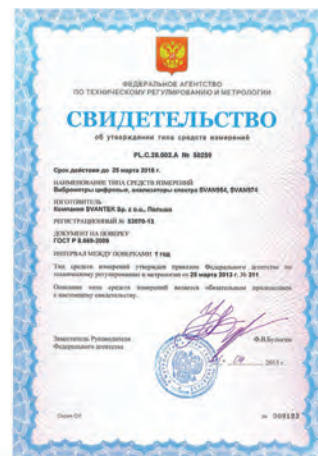 ФЕДЕРАЛЬНОЕ АГЕНТСТВО
ПО ТЕХНИЧЕСКОМУ РЕГУЛИРОВАНИЮ И МЕТРОЛОГИИ
СВИДЕТЕЛЬСТВО
об утверждении типа средств измерений
PL.C.28.002.A № 50250
Срок действия до 25 марта 2018 г.
НАИМЕНОВАНИЕ ТИПА СРЕДСТВ ИЗМЕРЕНИЙ
Виброметры цифровые, анализаторы спектра SVAN954, SVAN974
ИЗГОТОВИТЕЛЬ
Компания SVANTEK Sp. z o.o., Польша
РЕГИСТРАЦИОННЫЙ № 53070-13
ДОКУМЕНТ НА ПОВЕРКУ
ГОСТ Р 8.669-2009
ИНТЕРВАЛ МЕЖДУ ПОВЕРКАМИ 1 год
Тип средств измерений утвержден приказом Федерального агентства по
техническому регулированию и метрологии от 25 марта 2013 г. № 311
Описание типа средств измерений является обязательным приложением
к настоящему свидетельству.
Заместитель Руководителя
Федерального агентства
Ф.В.Булыгин
2013 г.
Серия СИ
№ 009193